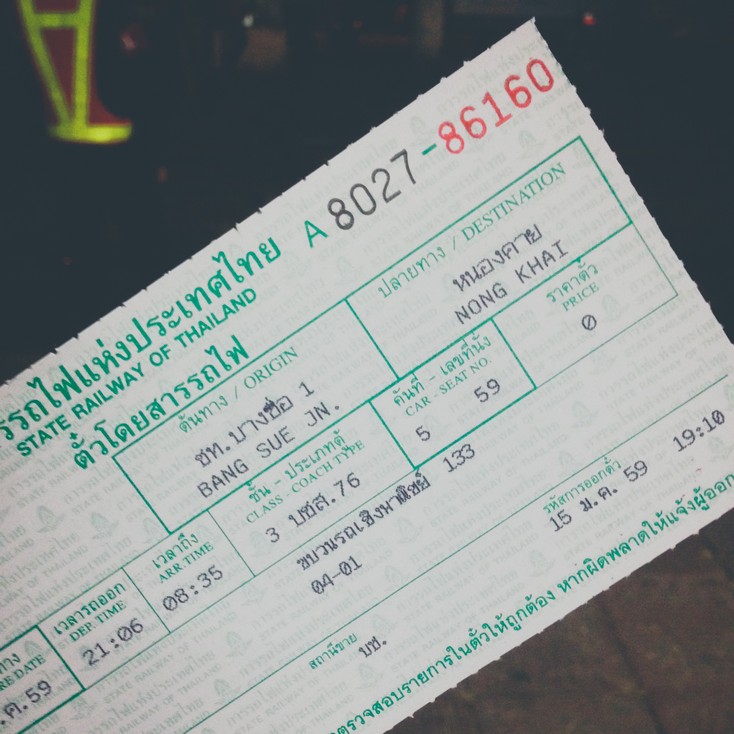 A 8027-86160
รรถไฟแห่งประเทศไทย
STATE RAILWAY OF THAILAND
ตั๋วโดยสารรถไฟ
ต้นทาง / ORIGIN
ชท.บางซื่อ 1
BANG SUE JN.
ปลายทาง / DESTINATION
หนองคาย
NONG KHAI
ทาง
RE DATE
.ค.59
เวลารถออก
DEP.TIME
21:06
เวลาถึง
ARR.TIME
08:35
ชั้น - ประเภทตู้
CLASS - COACH TYPE
3 บชส.76
คันที่ - เลขที่นั่ง
CAR - SEAT NO.
5 59
ราคาตั๋ว
PRICE
0
ขบวนรถเชิงพาณิชย์ 133
04-01
รหัสการออกตั๋ว
15 ม.ค. 59 19:10
สถานีขาย
บซ.
ตรวจสอบรายการในตั๋วให้ถูกต้อง หากผิดพลาดให้แจ้งผู้ออก